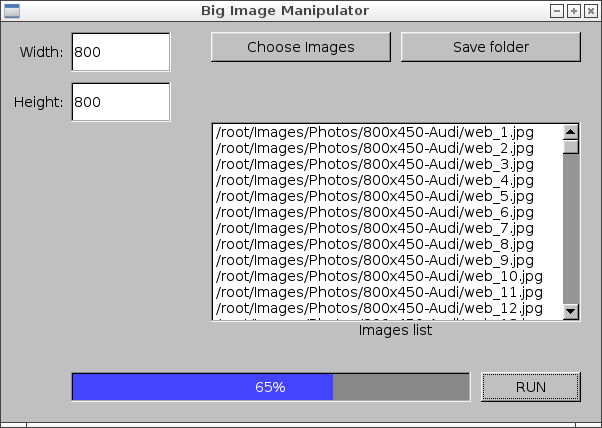 Big Image Manipulator
Width: 800
Choose Images
Save folder
Height: 800
/root/Images/Photos/800x450-Audi/web_1.jpg
/root/Images/Photos/800x450-Audi/web_2.jpg
/root/Images/Photos/800x450-Audi/web_3.jpg
/root/Images/Photos/800x450-Audi/web_4.jpg
/root/Images/Photos/800x450-Audi/web_5.jpg
/root/Images/Photos/800x450-Audi/web_6.jpg
/root/Images/Photos/800x450-Audi/web_7.jpg
/root/Images/Photos/800x450-Audi/web_8.jpg
/root/Images/Photos/800x450-Audi/web_9.jpg
/root/Images/Photos/800x450-Audi/web_10.jpg
/root/Images/Photos/800x450-Audi/web_11.jpg
/root/Images/Photos/800x450-Audi/web_12.jpg
Images list
65%
RUN